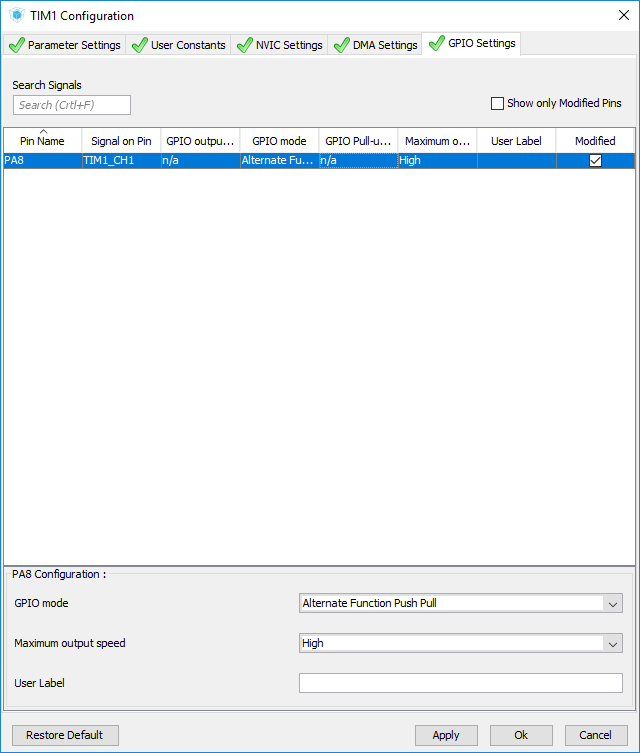 TIM1 Configuration
Parameter Settings User Constants NVIC Settings DMA Settings GPIO Settings
Search Signals
Search (Crtl+F)
Show only Modified Pins
Pin Name Signal on Pin GPIO outpu... GPIO mode GPIO Pull-u... Maximum o... User Label Modified
PA8 TIM1_CH1 n/a Alternate Fu... n/a High
PA8 Configuration :
GPIO mode Alternate Function Push Pull
Maximum output speed High
User Label
Restore Default Apply Ok Cancel